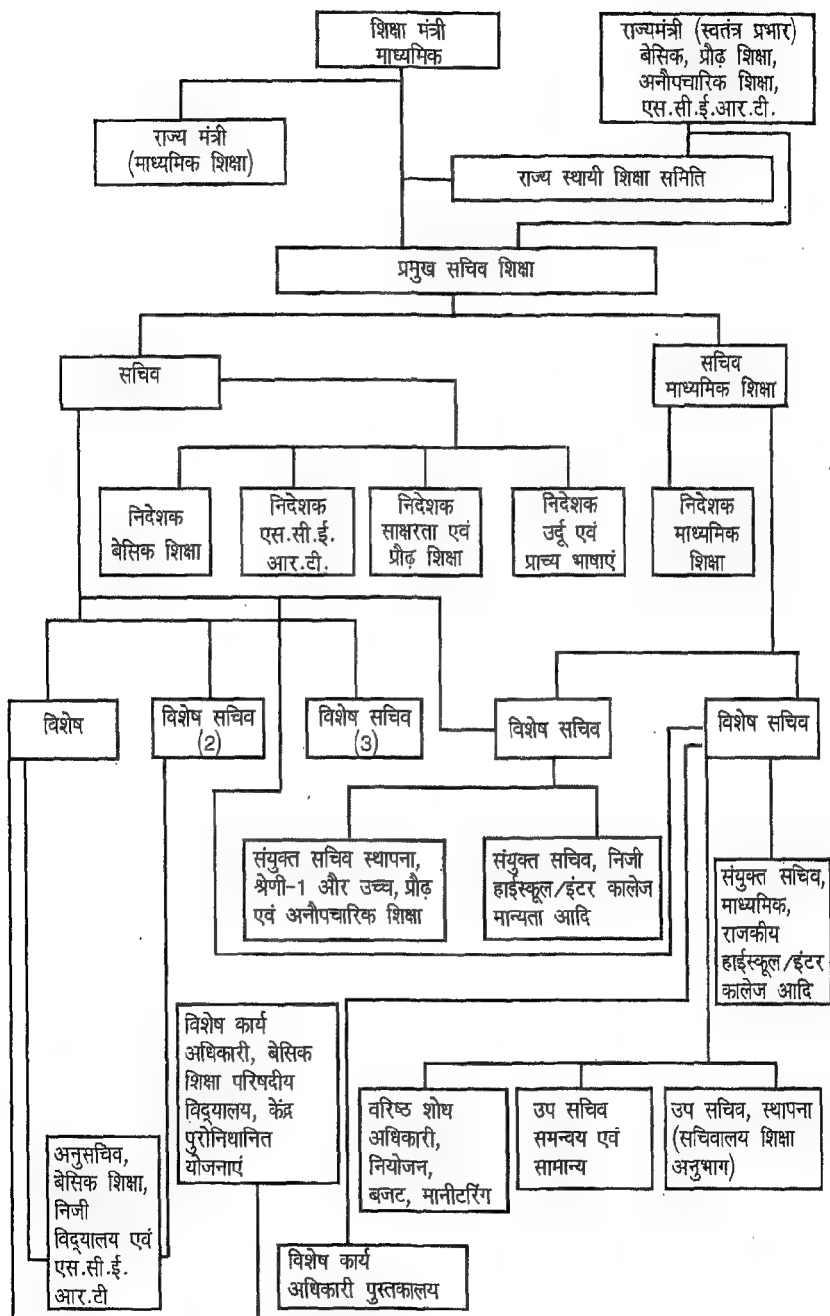 शिक्षा मंत्री
माध्यमिक
राज्यमंत्री (स्वतंत्र प्रभार)
बेसिक, प्रौढ़ शिक्षा,
अनौपचारिक शिक्षा,
एस.सी.ई.आर.टी.
राज्य मंत्री
(माध्यमिक शिक्षा)
राज्य स्थायी शिक्षा समिति
प्रमुख सचिव शिक्षा
सचिव
सचिव
माध्यमिक शिक्षा
निदेशक
बेसिक शिक्षा
निदेशक
एस.सी.ई.
आर.टी.
निदेशक
साक्षरता एवं
प्रौढ़ शिक्षा
निदेशक
उर्दू एवं
प्राच्य भाषाएं
निदेशक
माध्यमिक
शिक्षा
विशेष
विशेष सचिव
(2)
विशेष सचिव
(3)
विशेष सचिव
विशेष सचिव
संयुक्त सचिव स्थापना,
श्रेणी-1 और उच्च, प्रौढ़
एवं अनौपचारिक शिक्षा
संयुक्त सचिव, निजी
हाईस्कूल/इंटर कालेज
मान्यता आदि
संयुक्त सचिव,
माध्यमिक,
राजकीय
हाईस्कूल/इंटर
कालेज आदि
विशेष कार्य
अधिकारी, बेसिक
शिक्षा परिषदीय
विद्यालय, केंद्र
पुरोनिधानित
योजनाएं
वरिष्ठ शोध
अधिकारी,
नियोजन,
बजट, मानीटरिंग
उप सचिव
समन्वय एवं
सामान्य
उप सचिव, स्थापना
(सचिवालय शिक्षा
अनुभाग)
अनुसचिव,
बेसिक शिक्षा,
निजी
विद्यालय एवं
एस.सी.ई.
आर.टी
विशेष कार्य
अधिकारी पुस्तकालय